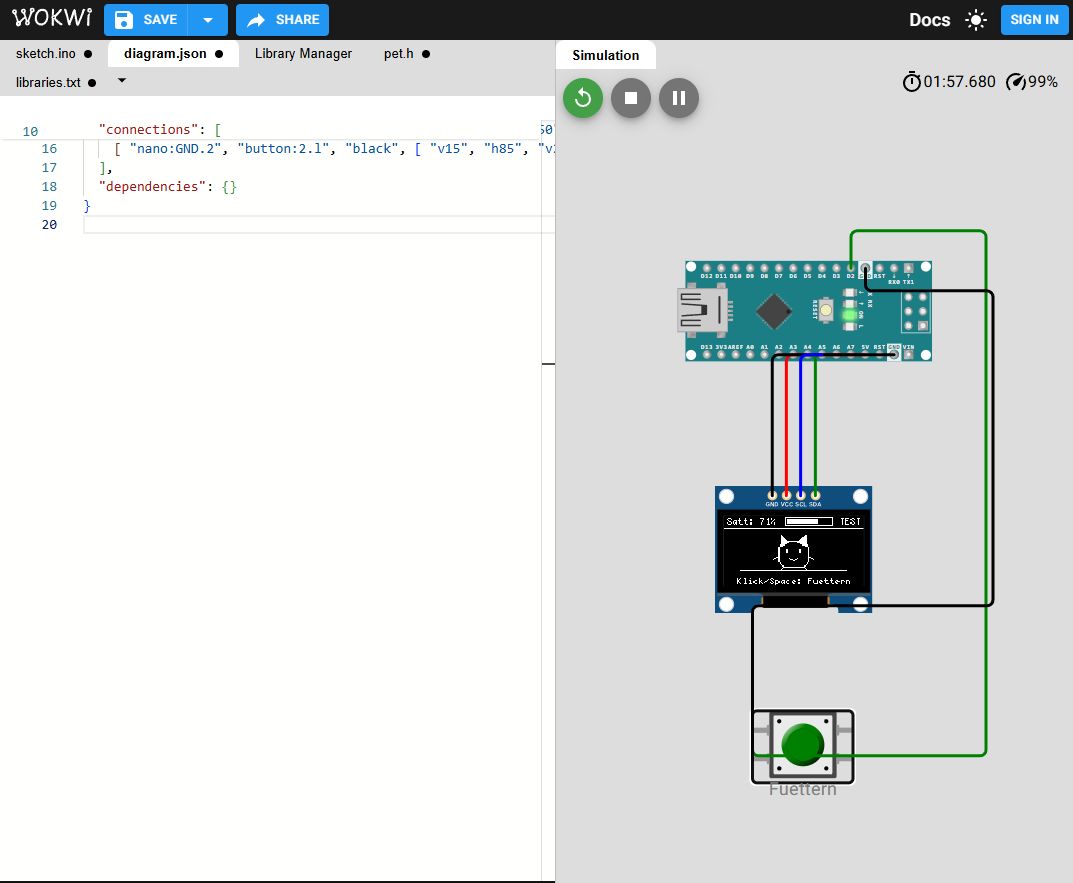 WOKWI
SAVE
SHARE
Docs
SIGN IN
sketch.ino ●
diagram.json ●
Library Manager
pet.h ●
libraries.txt ●
Simulation
01:57.680
99%
10 "connections": [
16 [ "nano:GND.2", "button:2.l", "black", [ "v15", "h85",
17 ],
18 "dependencies": {}
19 }
20
D12 D11 D10 D9 D8 D7 D6 D5 D4 D3 D2 GND RST
RX0 TX1
RESET
ON
L
D13 3V3 AREF A0 A1 A2 A3 A4 A5 A6 A7 5V RST GND VIN
GND VCC SCL SDA
Satt: 71% TEST
Klick/Space: Fuettern
Fuettern